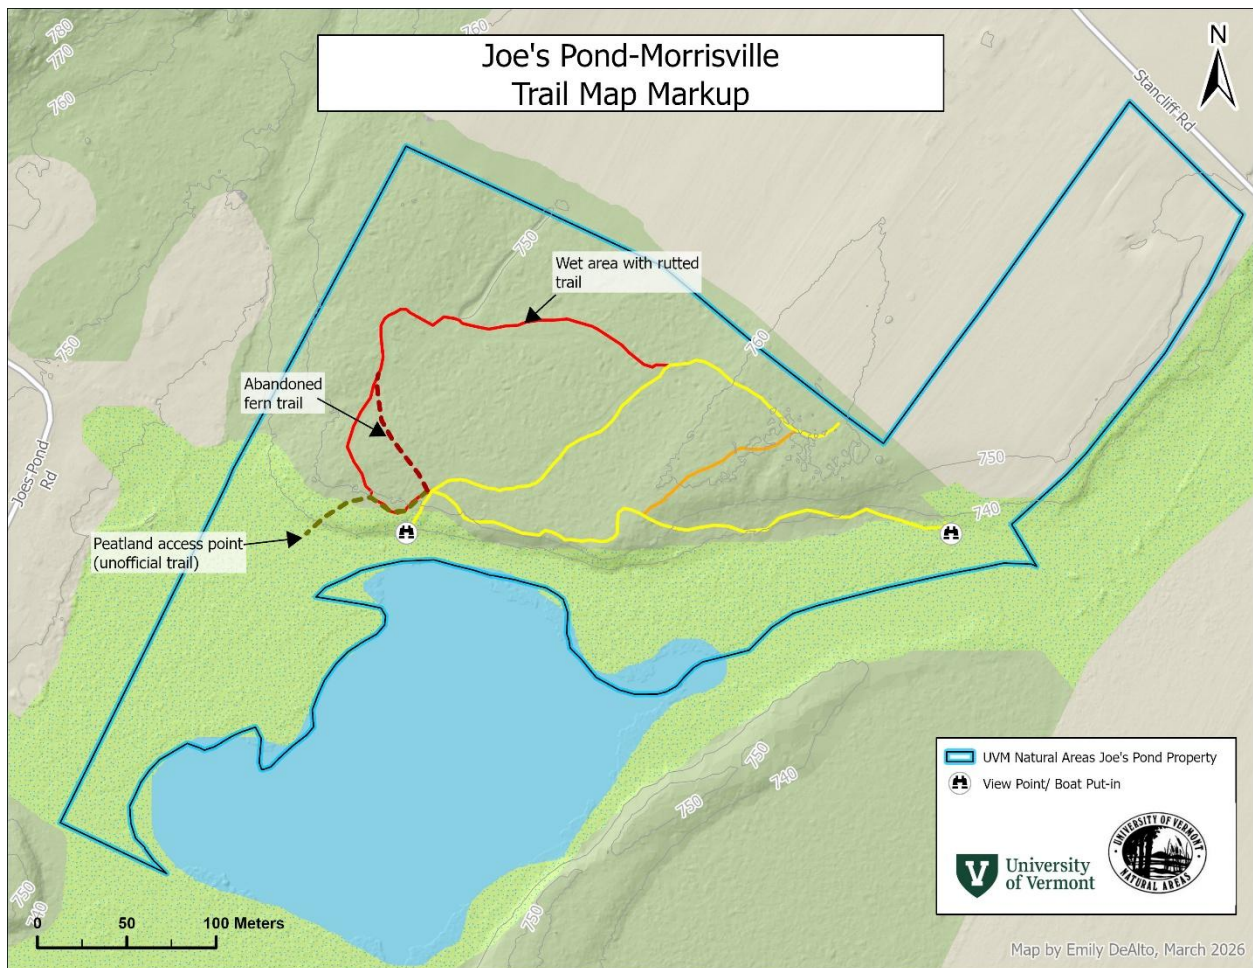 Joe's Pond-Morrisville
Trail Map Markup
N
Stancliff Rd
780
770
760
760
750
Wet area with rutted
trail
760
750
Abandoned
fern trail
Joes Pond
Rd
750
740
Peatland access point
(unofficial trail)
750
740
750
UVM Natural Areas Joe's Pond Property
View Point/ Boat Put-in
UNIVERSITY OF VERMONT
NATURAL AREAS
University
of Vermont
750
740
750
0 50 100 Meters
Map by Emily DeAlto, March 2026